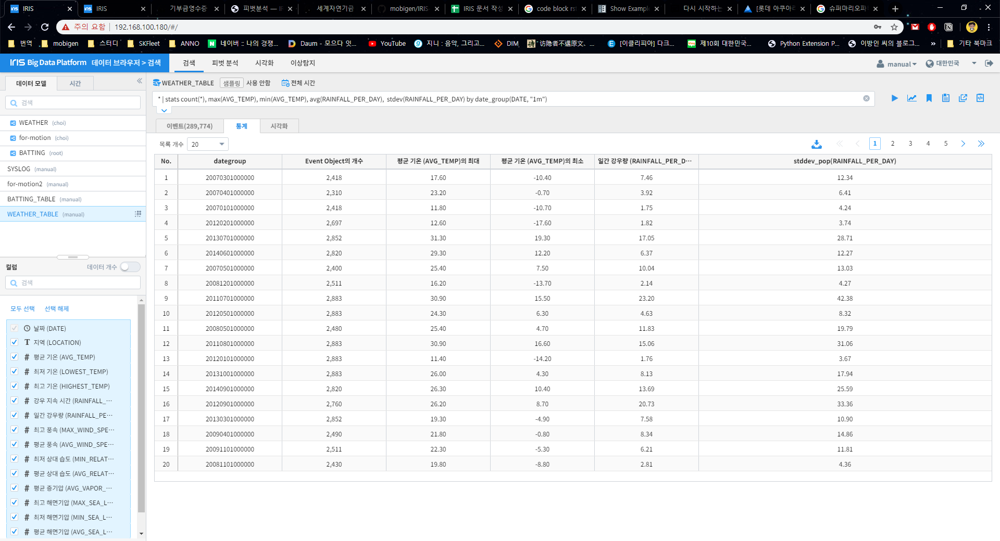 IRIS
IRIS
기부금영수증
피벗분석 — IR
세계자연기금
mobigen/IRIS-
IRIS 문서 작성
code block rst
Show Example
다시 시작하는
[롯데 아쿠아리
슈퍼마리오파
주의 요함
192.168.100.180/#/
번역
mobigen
스터디
SKFleet
ANNO
네이버 :: 나의 경쟁...
Daum - 모으다 잇...
YouTube
지니 : 음악, 그리고...
DIM
访隐者不遇原文、...
[이클리피아] 다크...
제10회 대한민국...
Python Extension P...
이방인 씨의 블로그...
»
기타 북마크
IRIS Big Data Platform 데이터 브라우저 > 검색
검색
피벗 분석
시각화
이상탐지
manual
대한민국
데이터 모델
시간
검색
WEATHER (choi)
for-motion (choi)
BATTING (root)
SYSLOG (manual)
for-motion2 (manual)
BATTING_TABLE (manual)
WEATHER_TABLE (manual)
컬럼
데이터 개수
검색
모두 선택
선택 해제
날짜 (DATE)
T 지역 (LOCATION)
# 평균 기온 (AVG_TEMP)
# 최저 기온 (LOWEST_TEMP)
# 최고 기온 (HIGHEST_TEMP)
# 강우 지속 시간 (RAINFALL_···
# 일간 강우량 (RAINFALL_PE···
# 최고 풍속 (MAX_WIND_SPE···
# 평균 풍속 (AVG_WIND_SPE···
# 최저 상대 습도 (MIN_RELAT···
# 평균 상대 습도 (AVG_RELAT···
# 평균 증기압 (AVG_VAPOR_···
# 최고 해면기압 (MAX_SEA_L···
# 최저 해면기압 (MIN_SEA_L···
# 평균 해면기압 (AVG_SEA_L···
WEATHER_TABLE 샘플링 사용 안함 전체 시간
* | stats count(*), max(AVG_TEMP), min(AVG_TEMP), avg(RAINFALL_PER_DAY), stdev(RAINFALL_PER_DAY) by date_group(DATE, "1m")
이벤트(289,774)
통계
시각화
목록 개수 20
1 2 3 4 5
No. dategroup Event Object의 개수 평균 기온 (AVG_TEMP)의 최대 평균 기온 (AVG_TEMP)의 최소 일간 강우량 (RAINFALL_PER_D··· stddev_pop(RAINFALL_PER_DAY)
1 20070301000000 2,418 17.60 -10.40 7.46 12.34
2 20070401000000 2,310 23.20 -0.70 3.92 6.41
3 20070101000000 2,418 11.80 -10.70 1.75 4.24
4 20120201000000 2,697 12.60 -17.60 1.82 3.74
5 20130701000000 2,852 31.30 19.30 17.05 28.71
6 20140601000000 2,820 29.30 12.20 6.37 12.27
7 20070501000000 2,400 25.40 7.50 10.04 13.03
8 20081201000000 2,511 16.20 -13.70 2.14 4.27
9 20110701000000 2,883 30.90 15.50 23.20 42.38
10 20120501000000 2,883 24.30 6.30 4.63 8.32
11 20080501000000 2,480 25.40 4.70 11.83 19.79
12 20110801000000 2,883 30.90 16.60 15.06 31.06
13 20120101000000 2,883 11.40 -14.20 1.76 3.67
14 20131001000000 2,883 26.00 4.30 8.13 17.94
15 20140901000000 2,820 26.30 10.40 13.69 25.59
16 20120901000000 2,760 26.20 8.70 20.73 33.36
17 20130301000000 2,852 19.30 -4.90 7.58 10.90
18 20090401000000 2,490 21.80 -0.80 8.34 14.86
19 20091101000000 2,511 22.30 -5.30 6.21 11.81
20 20081101000000 2,430 19.80 -8.80 2.81 4.36